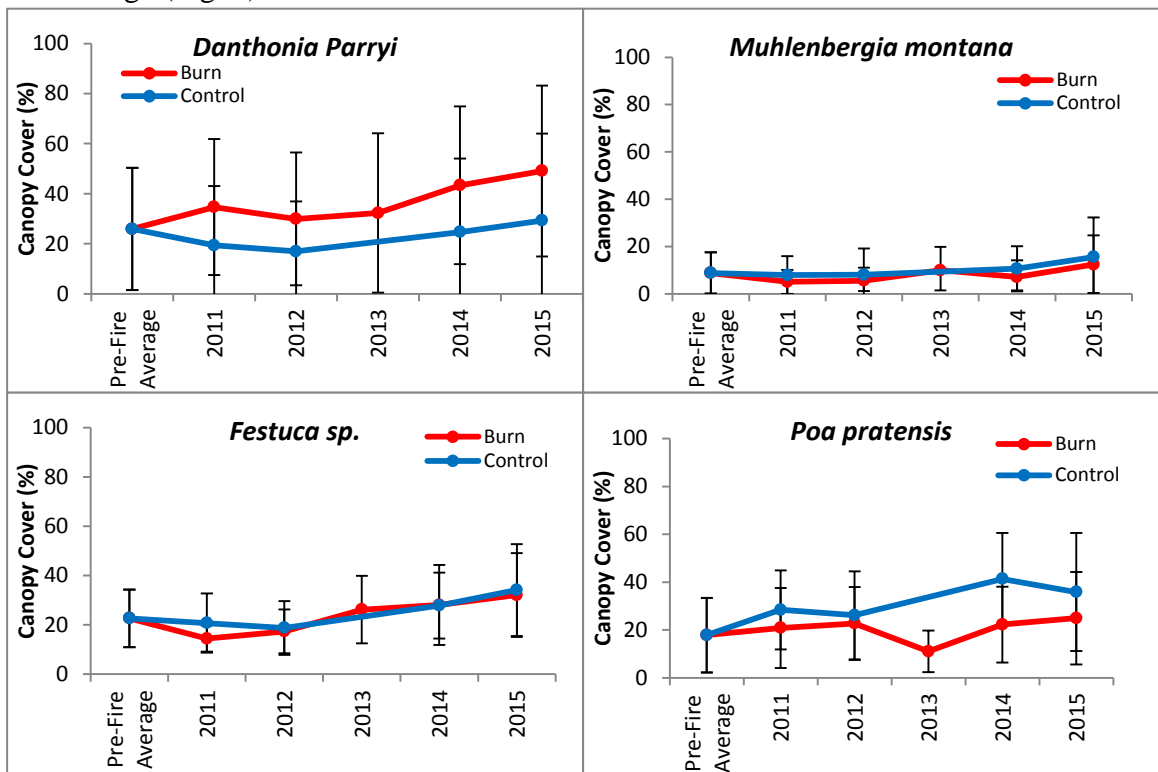 Danthonia Parryi
Burn
Control
Canopy Cover (%)
100
80
60
40
20
0
Pre-Fire
Average
2011
2012
2013
2014
2015
Muhlenbergia montana
Burn
Control
Canopy Cover (%)
100
80
60
40
20
0
Pre-Fire
Average
2011
2012
2013
2014
2015
Festuca sp.
Burn
Control
Canopy Cover (%)
100
80
60
40
20
0
Pre-Fire
Average
2011
2012
2013
2014
2015
Poa pratensis
Burn
Control
Canopy Cover (%)
100
80
60
40
20
0
Pre-Fire
Average
2011
2012
2013
2014
2015